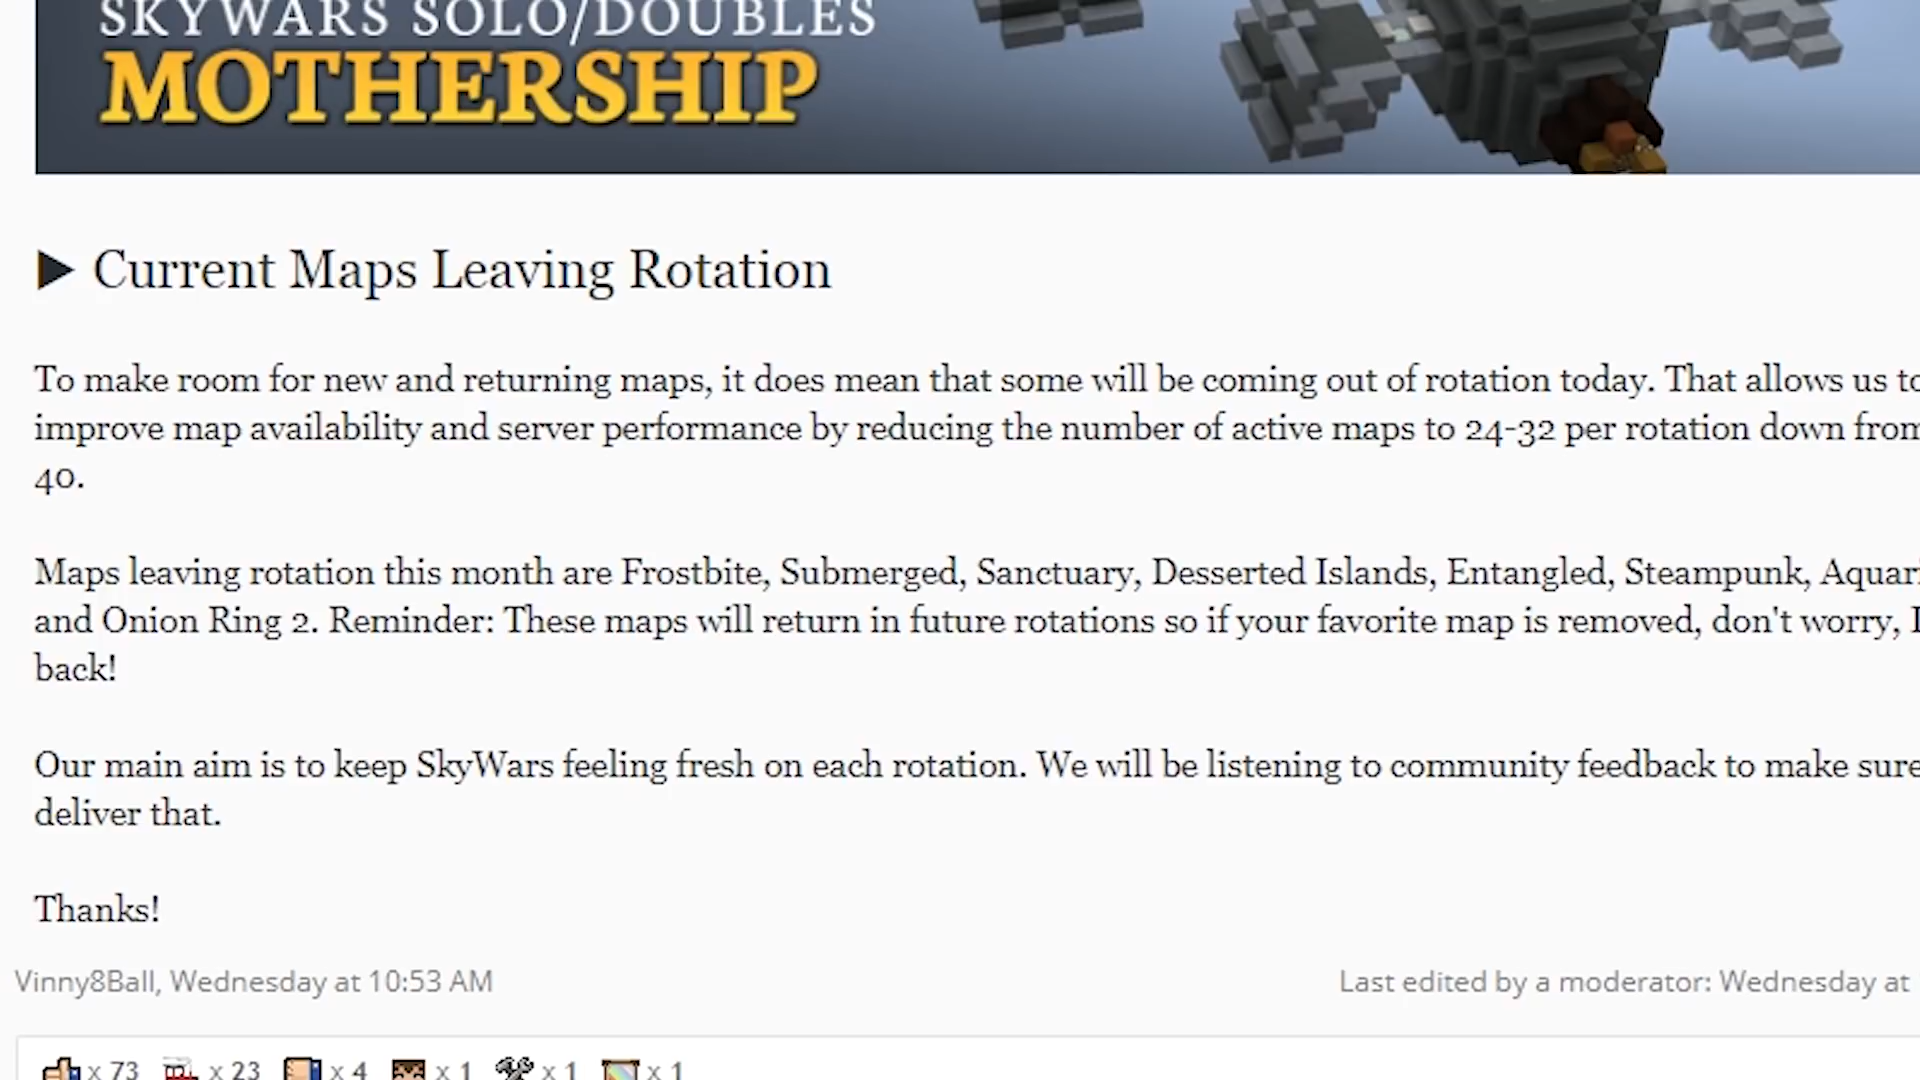 SKYWARS SOLO/DOUBLES
MOTHERSHIP
Current Maps Leaving Rotation
To make room for new and returning maps, it does mean that some will be coming out of rotation today. That allows us to
improve map availability and server performance by reducing the number of active maps to 24-32 per rotation down from
40.
Maps leaving rotation this month are Frostbite, Submerged, Sanctuary, Desserted Islands, Entangled, Steampunk,
and Onion Ring 2. Reminder: These maps will return in future rotations so if your favorite map is removed, don't worry,
back!
Our main aim is to keep SkyWars feeling fresh on each rotation. We will be listening to community feedback to make sure
deliver that.
Thanks!
Vinny8Ball, Wednesday at 10:53 AM
Last edited by a moderator: Wednesday at
x 73 x 23 x 4 x 1 x 1 x 1